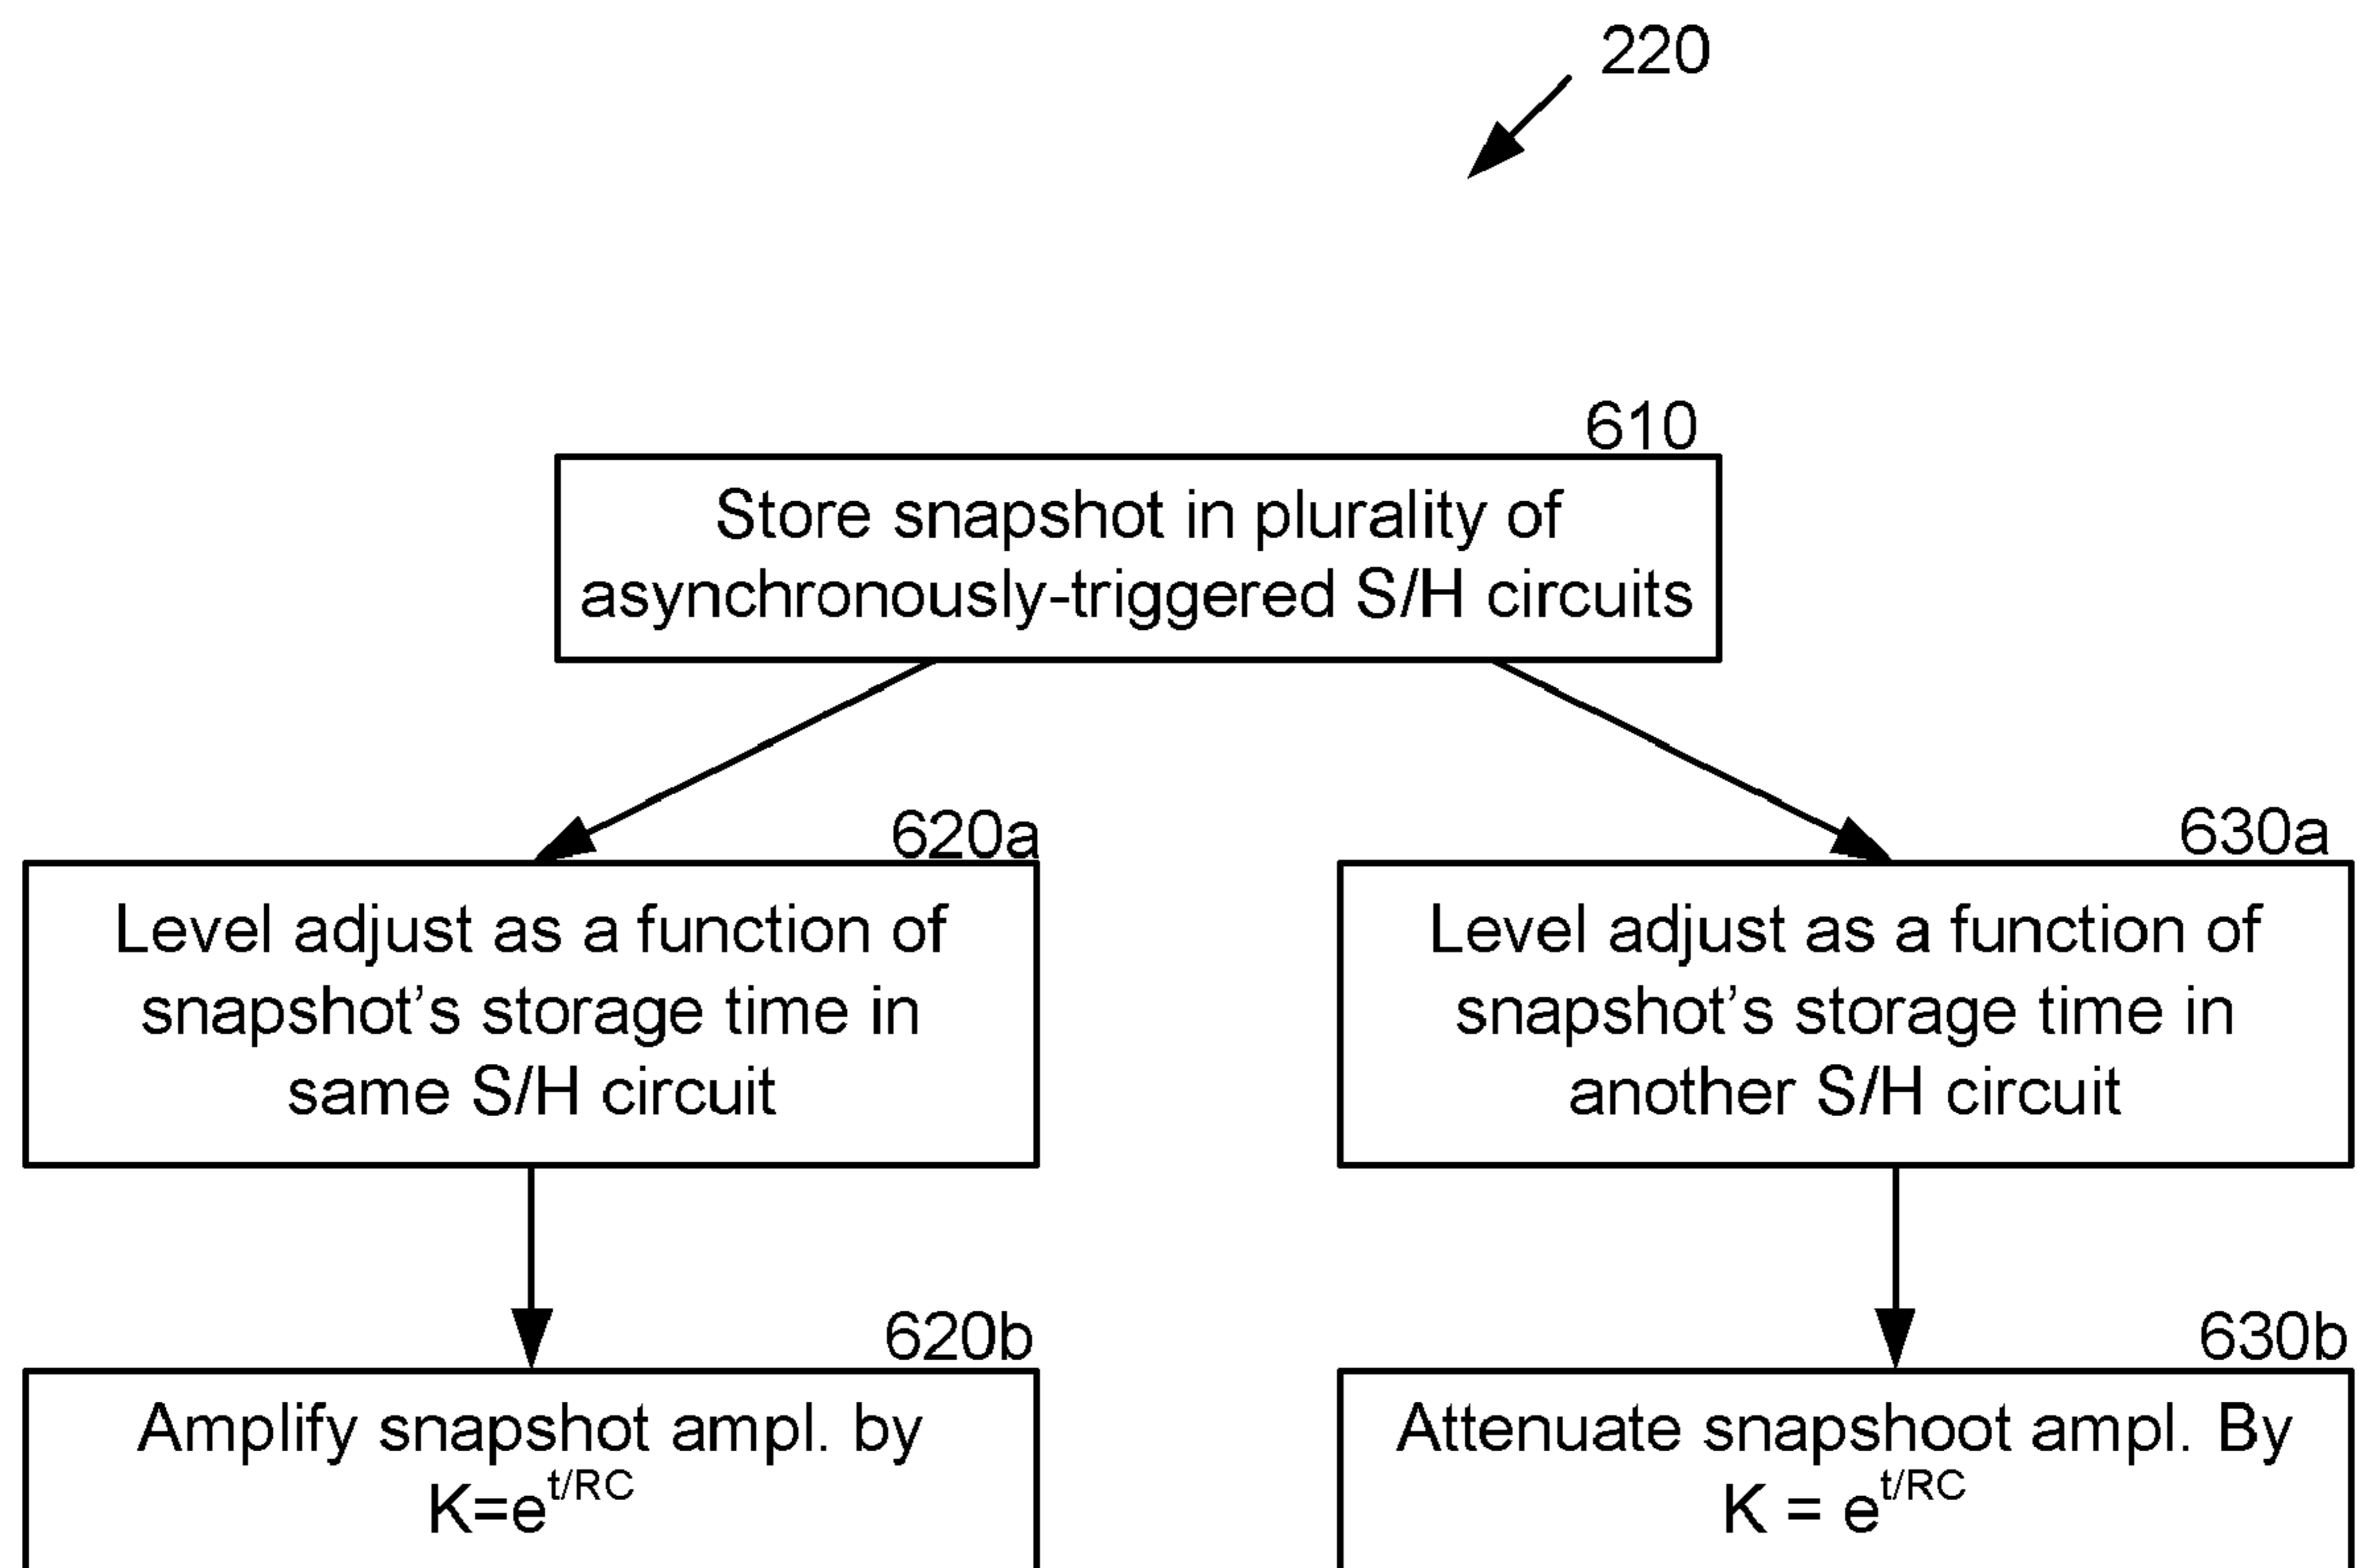 220
610
Store snapshot in plurality of
asynchronously-triggered S/H circuits
620a
Level adjust as a function of
snapshot's storage time in
same S/H circuit
630a
Level adjust as a function of
snapshot's storage time in
another S/H circuit
620b
Amplify snapshot ampl. by
K=e^t/RC
630b
Attenuate snapshoot ampl. By
K = e^t/RC